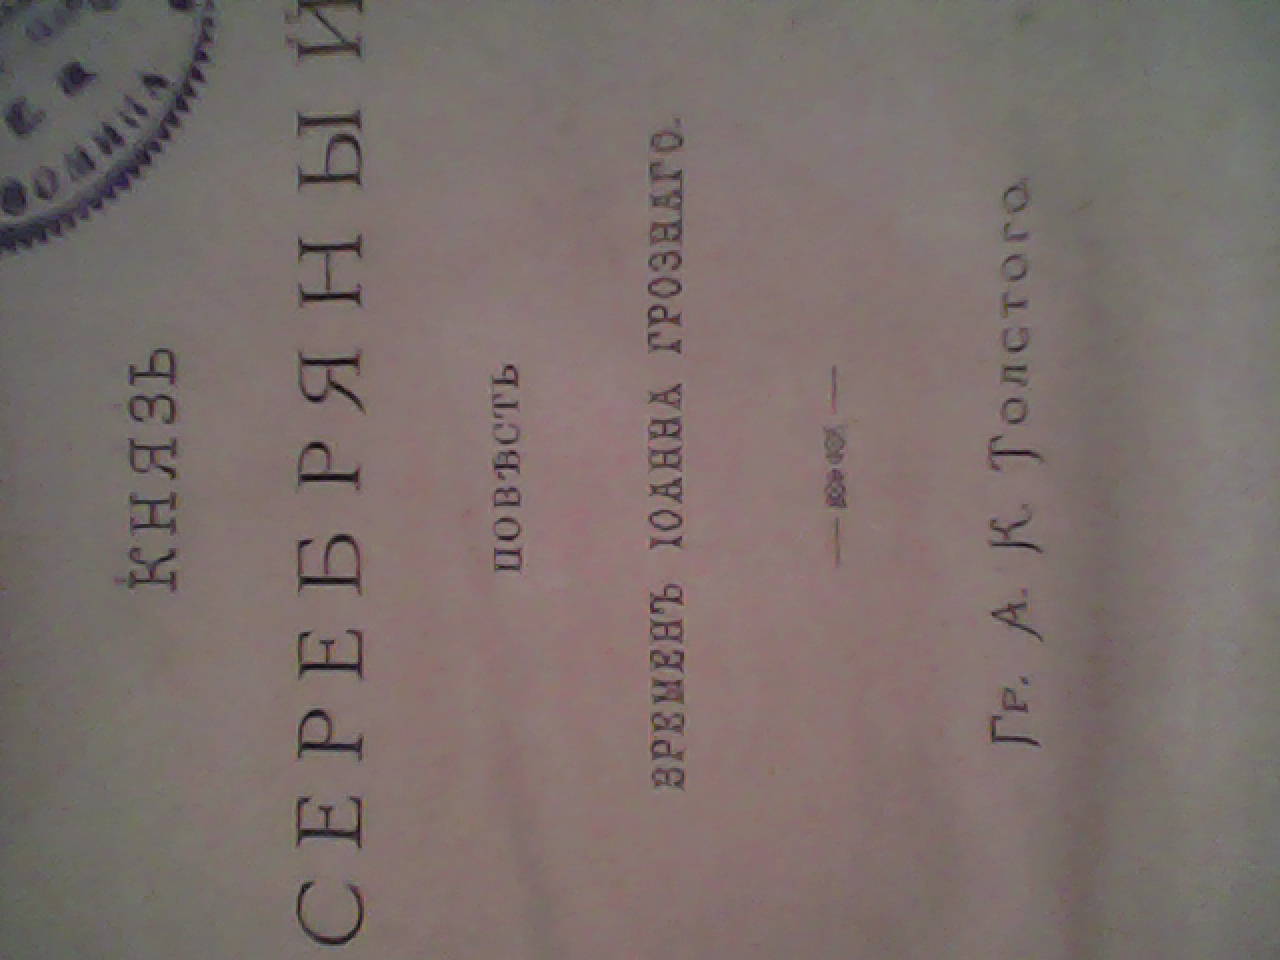 КНЯЗЬ
СЕРЕБРЯНЫЙ
ПОВѢСТЬ
ВРЕМЕНЪ ІОАННА ГРОЗНАГО.
Гр. А. К. Толстого.